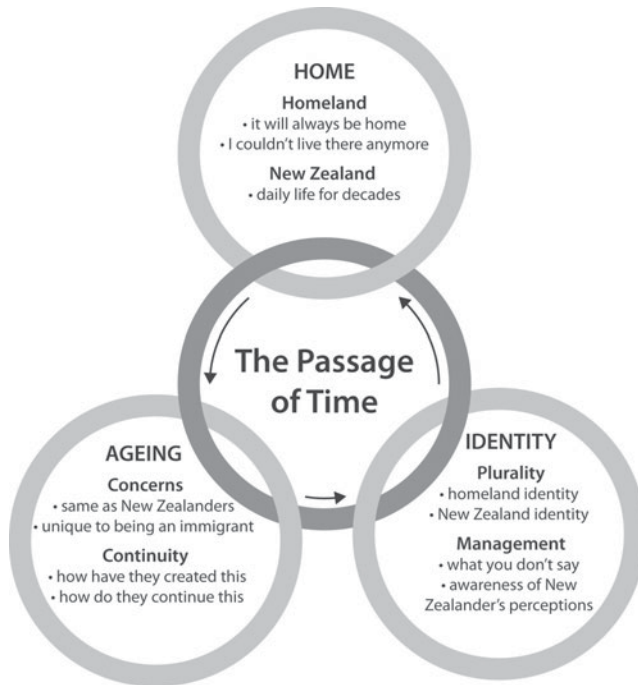 HOME
Homeland
• it will always be home
• I couldn't live there anymore
New Zealand
• daily life for decades
The Passage
of Time
AGEING
Concerns
• same as New Zealanders
• unique to being an immigrant
Continuity
• how have they created this
• how do they continue this
IDENTITY
Plurality
• homeland identity
• New Zealand identity
Management
• what you don't say
• awareness of New
Zealander's perceptions